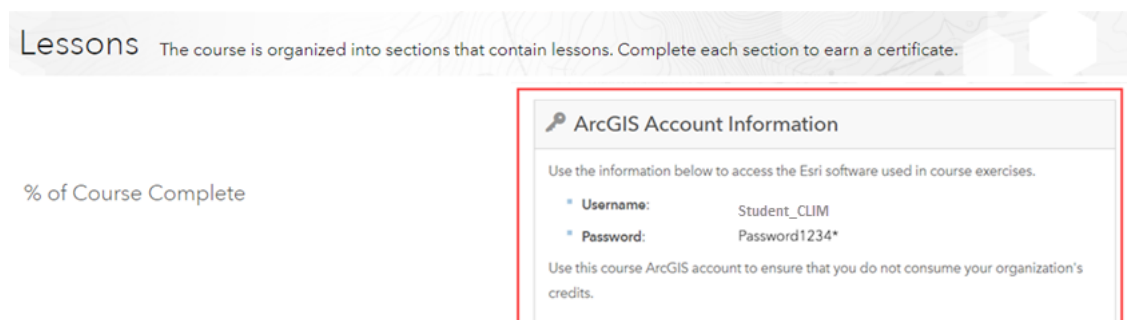 Lessons The course is organized into sections that contain lessons. Complete each section to earn a certificate.
ArcGIS Account Information
Use the information below to access the Esri software used in course exercises.
% of Course Complete
Username: Student_CLIM
Password: Password1234*
Use this course ArcGIS account to ensure that you do not consume your organization's
credits.